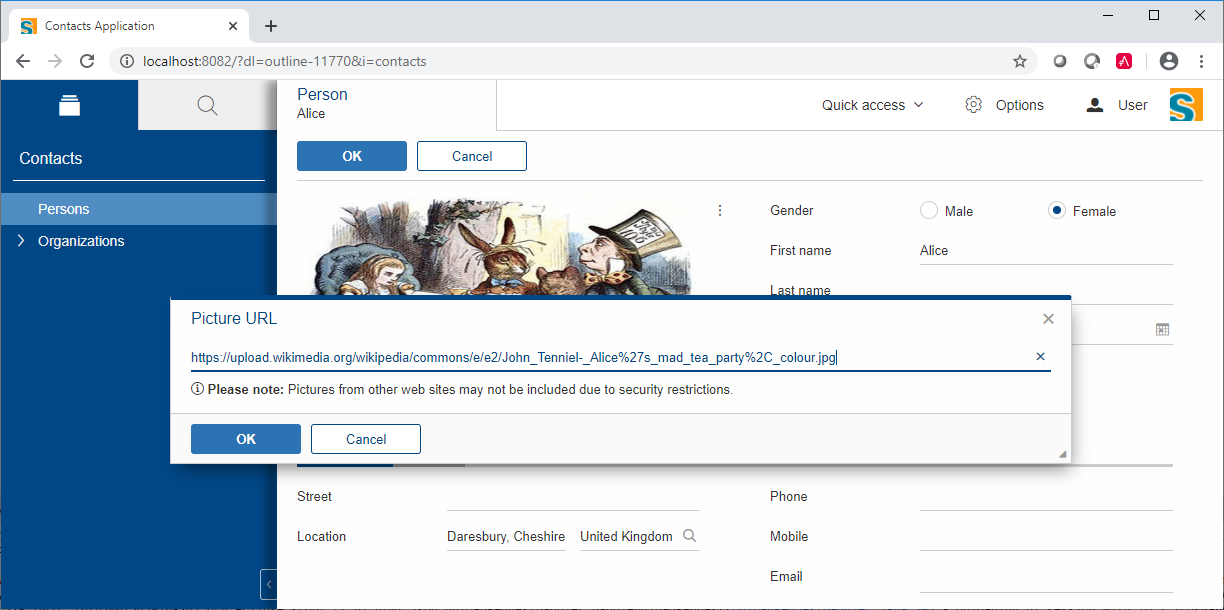 Contacts Application
localhost:8082/?dl=outline-11770&i=contacts
Person
Alice
Quick access
Options
User
Contacts
OK
Cancel
Persons
Organizations
Gender
Male
Female
First name
Alice
Last name
Picture URL
https://upload.wikimedia.org/wikipedia/commons/e/e2/John_Tenniel-_Alice%27s_mad_tea_party%2C_colour.jpg
Please note: Pictures from other web sites may not be included due to security restrictions.
OK
Cancel
Street
Phone
Location
Daresbury, Cheshire
United Kingdom
Mobile
Email